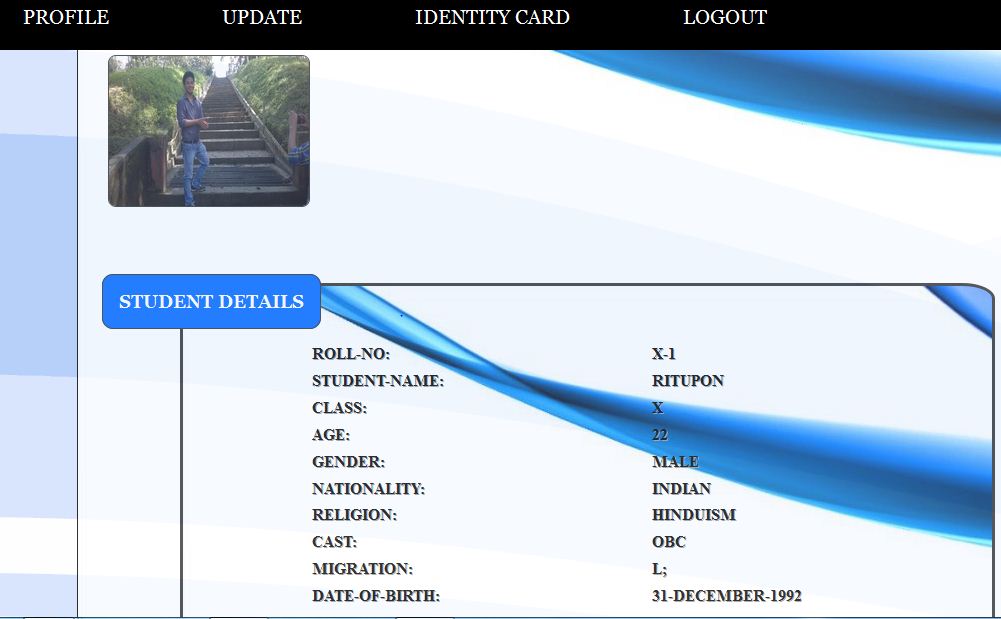 PROFILE UPDATE IDENTITY CARD LOGOUT
STUDENT DETAILS
ROLL-NO: X-1
STUDENT-NAME: RITUPON
CLASS: X
AGE: 22
GENDER: MALE
NATIONALITY: INDIAN
RELIGION: HINDUISM
CAST: OBC
MIGRATION: L;
DATE-OF-BIRTH: 31-DECEMBER-1992